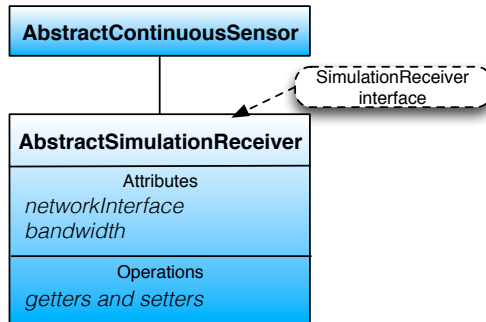 AbstractContinuousSensor
SimulationReceiver
interface
AbstractSimulationReceiver
Attributes
networkInterface
bandwidth
Operations
getters and setters